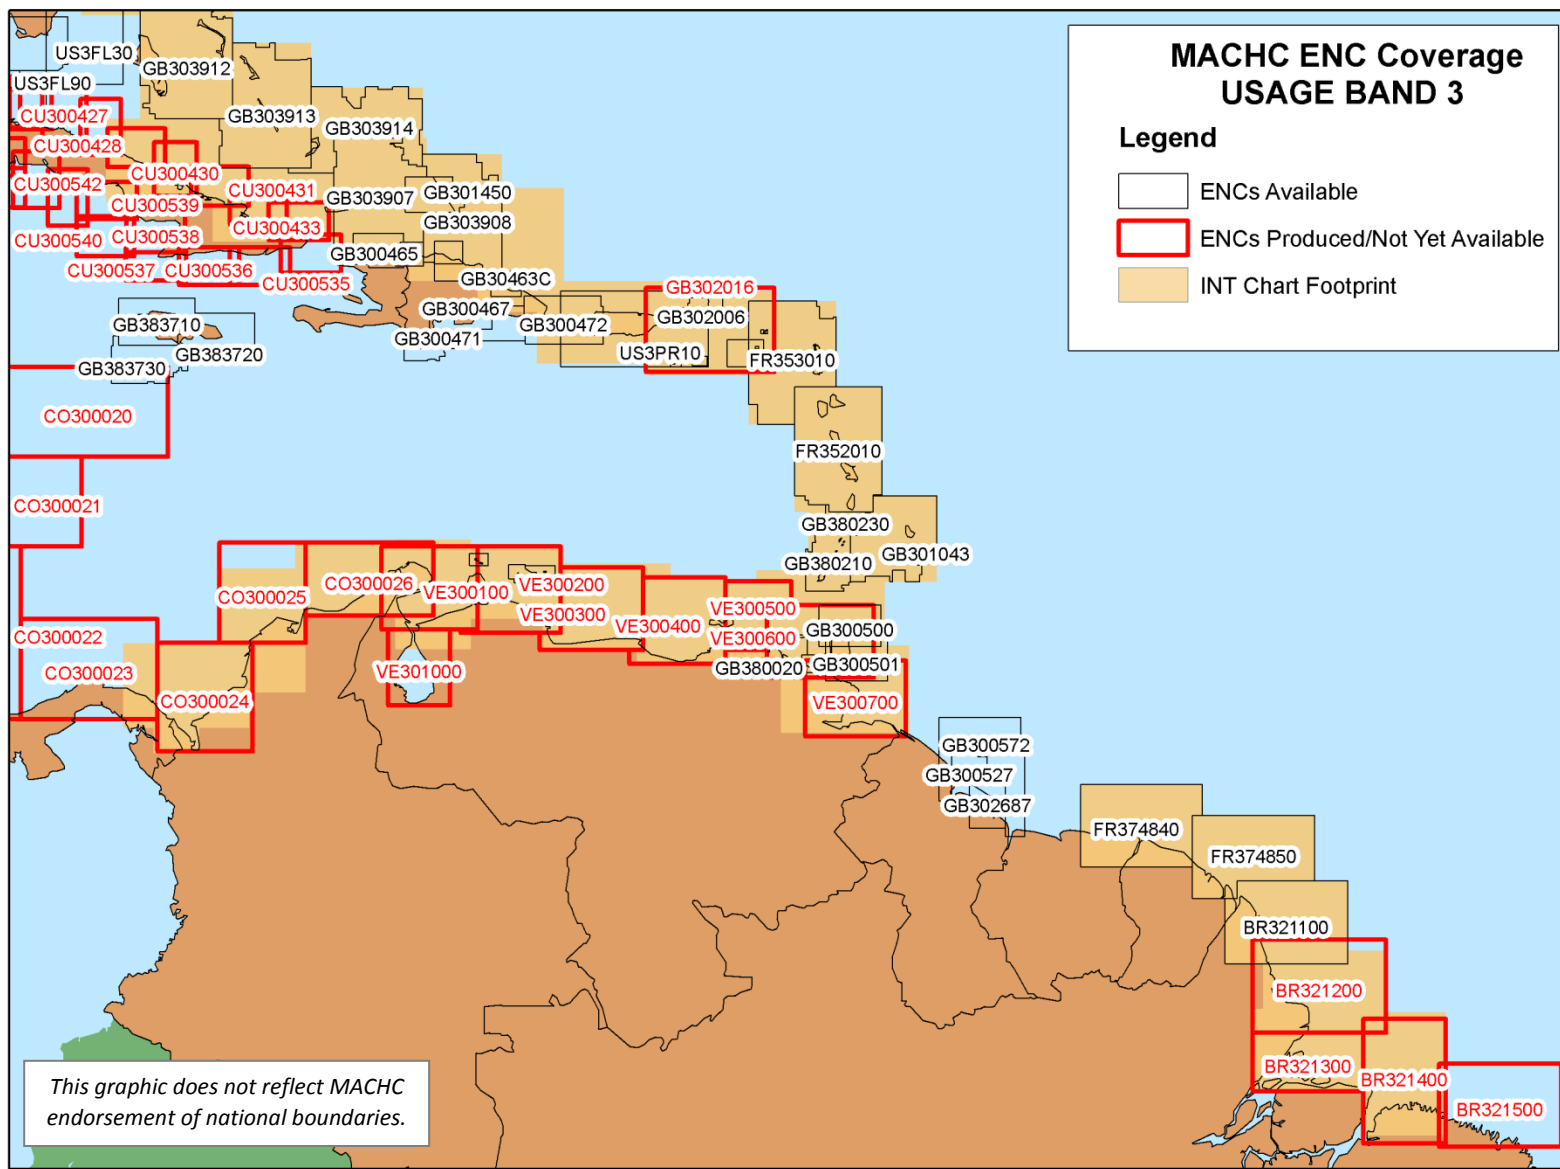 MACHC ENC Coverage
USAGE BAND 3
Legend
ENCs Available
ENCs Produced/Not Yet Available
INT Chart Footprint
US3FL30
GB303912
US3FL90
CU300427
GB303913
GB303914
CU300428
CU300430
CU300542
CU300431
GB301450
GB303907
CU300539
GB303908
CU300433
CU300540
CU300538
GB300465
CU300537
CU300536
CU300535
GB30463C
GB302016
GB300467
GB302006
GB383710
GB300472
GB300471
GB383720
US3PR10
FR353010
GB383730
CO300020
FR352010
CO300021
GB380230
GB301043
GB380210
CO300026
VE300100
VE300200
CO300025
VE300300
VE300500
VE300400
GB300500
CO300022
VE300600
GB380020
GB300501
CO300023
VE301000
CO300024
VE300700
GB300572
GB300527
GB302687
FR374840
FR374850
BR321100
BR321200
BR321300
BR321400
BR321500
This graphic does not reflect MACHC
endorsement of national boundaries.